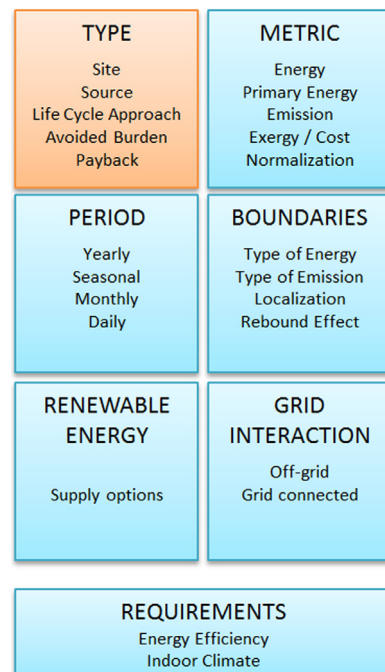 TYPE
Site
Source
Life Cycle Approach
Avoided Burden
Payback
METRIC
Energy
Primary Energy
Emission
Exergy / Cost
Normalization
PERIOD
Yearly
Seasonal
Monthly
Daily
BOUNDARIES
Type of Energy
Type of Emission
Localization
Rebound Effect
RENEWABLE
ENERGY
Supply options
GRID
INTERACTION
Off-grid
Grid connected
REQUIREMENTS
Energy Efficiency
Indoor Climate